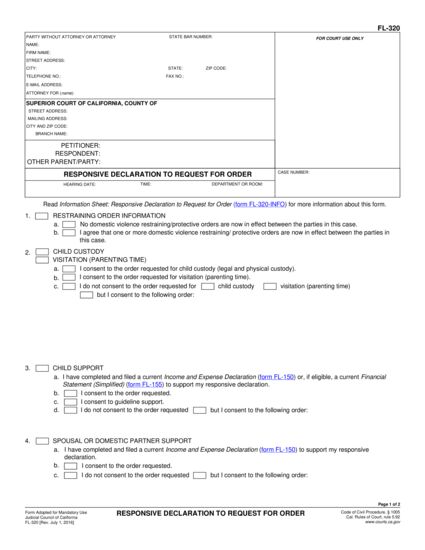 FL-320
PARTY WITHOUT ATTORNEY OR ATTORNEY STATE BAR NUMBER: FOR COURT USE ONLY
NAME:
FIRM NAME:
STREET ADDRESS:
CITY: STATE: ZIP CODE:
TELEPHONE NO.: FAX NO.:
E-MAIL ADDRESS:
ATTORNEY FOR (name):
SUPERIOR COURT OF CALIFORNIA, COUNTY OF
STREET ADDRESS:
MAILING ADDRESS:
CITY AND ZIP CODE:
BRANCH NAME:
PETITIONER:
RESPONDENT:
OTHER PARENT/PARTY:
RESPONSIVE DECLARATION TO REQUEST FOR ORDER CASE NUMBER:
HEARING DATE: TIME: DEPARTMENT OR ROOM:
Read Information Sheet: Responsive Declaration to Request for Order (form FL-320-INFO) for more information about this form.
1. RESTRAINING ORDER INFORMATION
a. No domestic violence restraining/protective orders are now in effect between the parties in this case.
b. I agree that one or more domestic violence restraining/ protective orders are now in effect between the parties in
this case.
2. CHILD CUSTODY
VISITATION (PARENTING TIME)
a. I consent to the order requested for child custody (legal and physical custody).
b. I consent to the order requested for visitation (parenting time).
c. I do not consent to the order requested for child custody visitation (parenting time)
but I consent to the following order:
3. CHILD SUPPORT
a. I have completed and filed a current Income and Expense Declaration (form FL-150) or, if eligible, a current Financial
Statement (Simplified) (form FL-155) to support my responsive declaration.
b. I consent to the order requested.
c. I consent to guideline support.
d. I do not consent to the order requested but I consent to the following order:
4. SPOUSAL OR DOMESTIC PARTNER SUPPORT
a. I have completed and filed a current Income and Expense Declaration (form FL-150) to support my responsive
declaration.
b. I consent to the order requested.
c. I do not consent to the order requested but I consent to the following order:
Page 1 of 2
Form Adopted for Mandatory Use
Judicial Council of California
FL-320 [Rev. July 1, 2016]
RESPONSIVE DECLARATION TO REQUEST FOR ORDER
Code of Civil Procedure, § 1005
Cal. Rules of Court, rule 5.92
www.courts.ca.gov